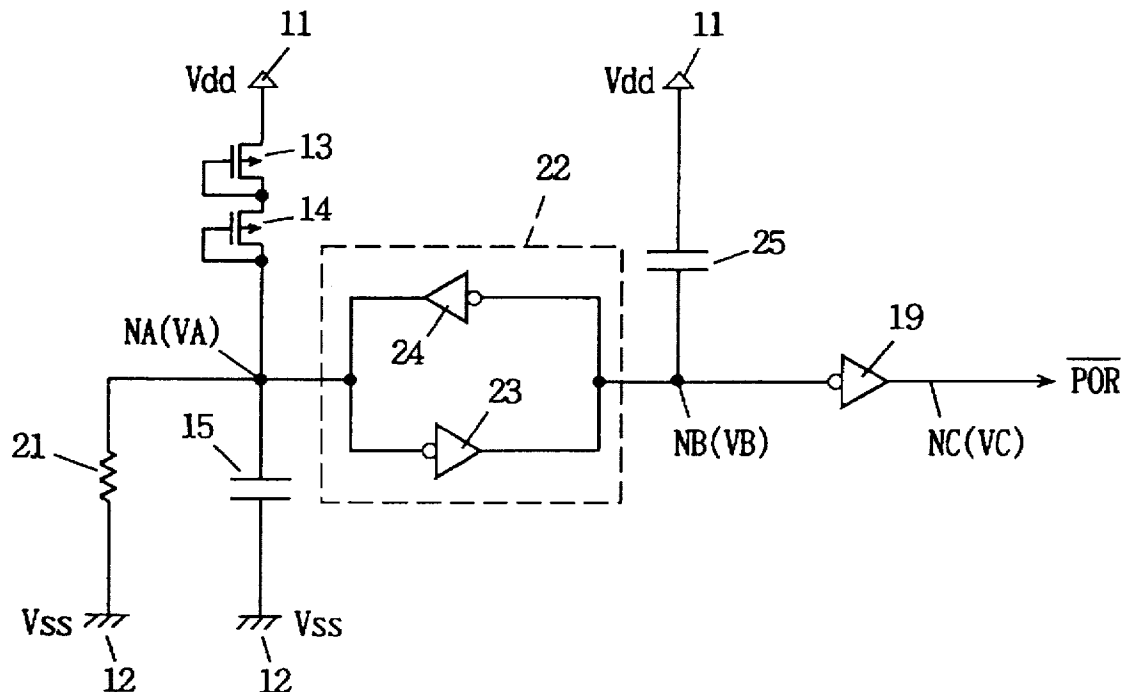 11
Vdd
13
14
22
11
Vdd
25
NA(VA)
24
23
19
POR
21
15
NB(VB)
NC(VC)
Vss
12
Vss
12